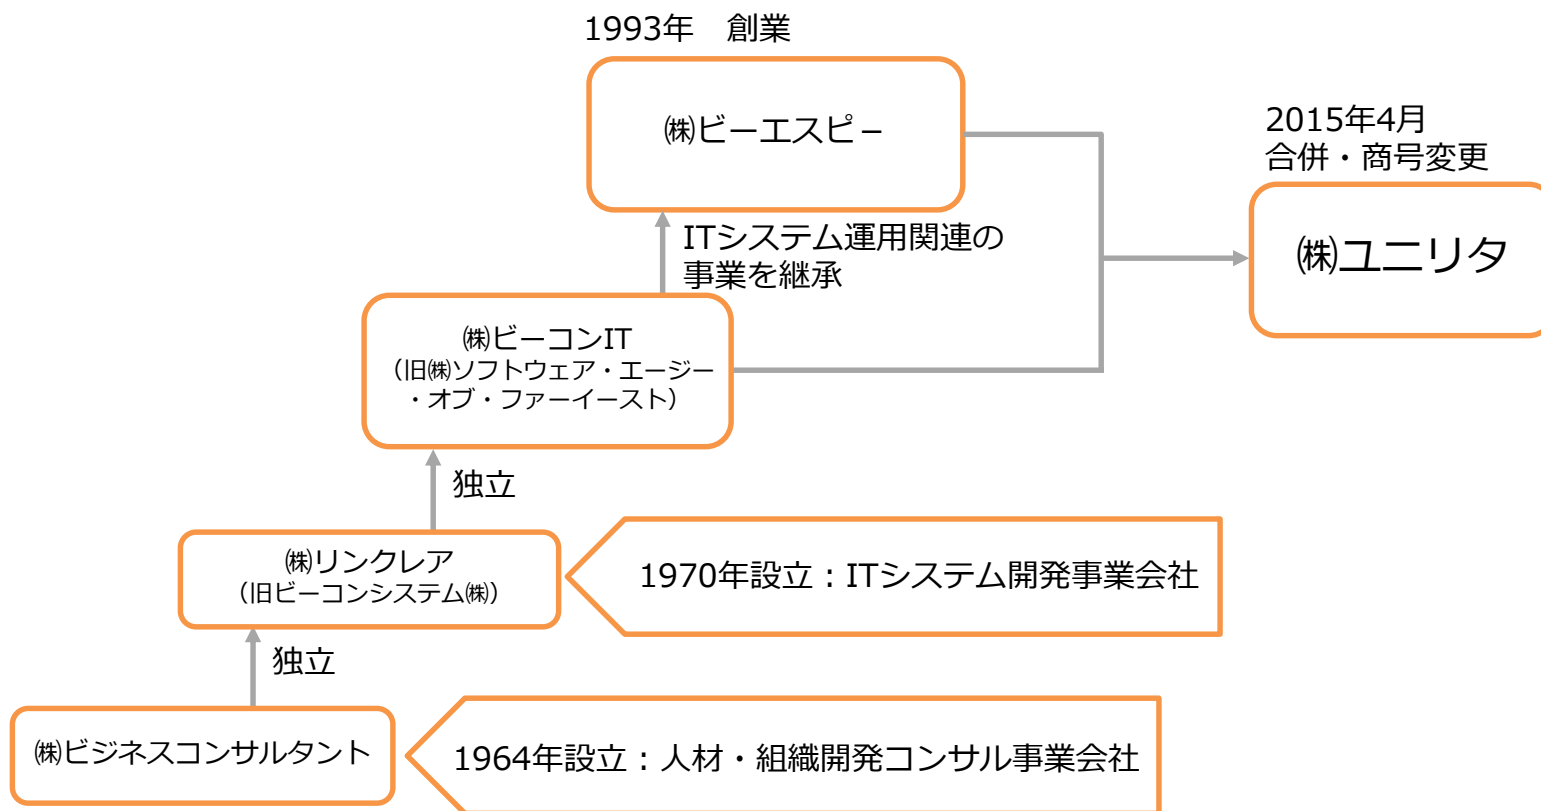 1993年　創業
㈱ビーエスピ－
2015年4月
合併・商号変更
㈱ユニリタ
ITシステム運用関連の
事業を継承
㈱ビーコンIT
（旧㈱ソフトウェア・エージー
・オブ・ファーイースト）
独立
㈱リンクレア
（旧ビーコンシステム㈱）
1970年設立：ITシステム開発事業会社
独立
㈱ビジネスコンサルタント
1964年設立：人材・組織開発コンサル事業会社